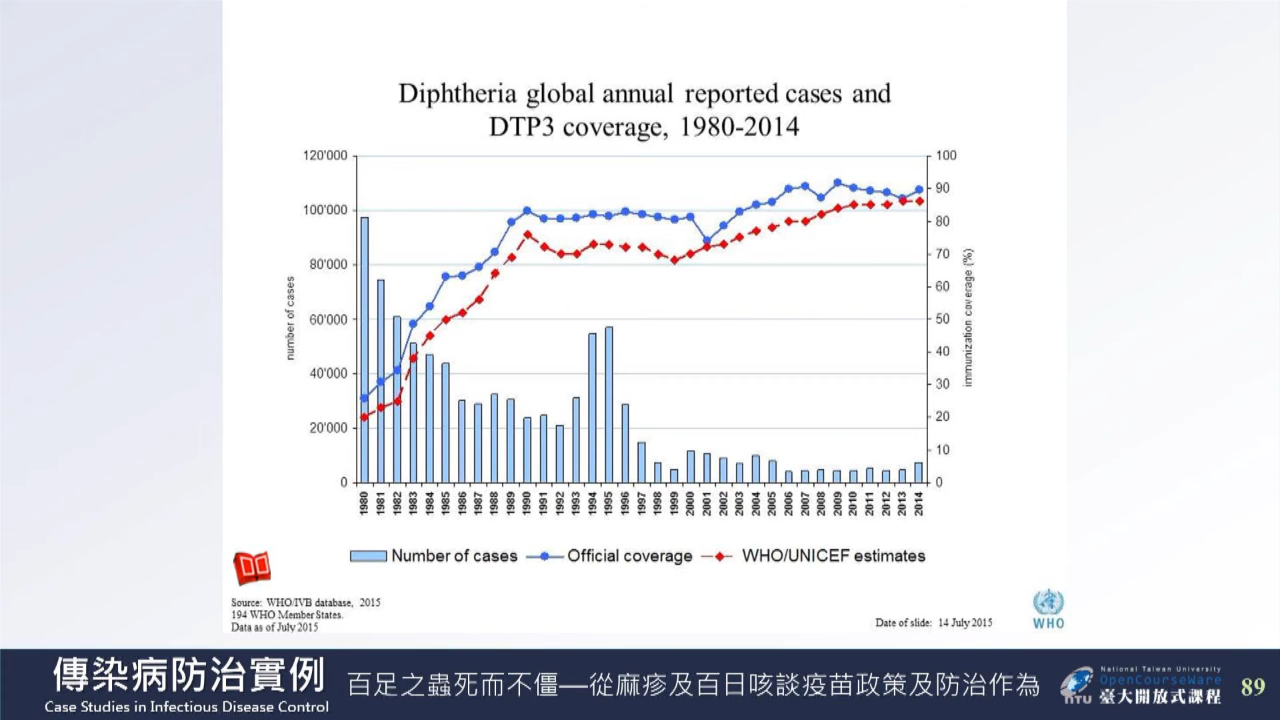 Diphtheria global annual reported cases and
DTP3 coverage, 1980-2014
120'000
100'000
80'000
60'000
40'000
20'000
0
number of cases
100
90
80
70
60
50
40
30
20
10
0
immunization coverage (%)
1980 1981 1982 1983 1984 1985 1986 1987 1988 1989 1990 1991 1992 1993 1994 1995 1996 1997 1998 1999 2000 2001 2002 2003 2004 2005 2006 2007 2008 2009 2010 2011 2012 2013 2014
Number of cases Official coverage WHO/UNICEF estimates
Source: WHO/IVB database, 2015
194 WHO Member States.
Data as of July 2015
Date of slide: 14 July 2015
WHO
傳染病防治實例
Case Studies in Infectious Disease Control
百足之蟲死而不僵—從麻疹及百日咳談疫苗政策及防治作為
National Taiwan University
OpenCourseWare
NTU 臺大開放式課程
89